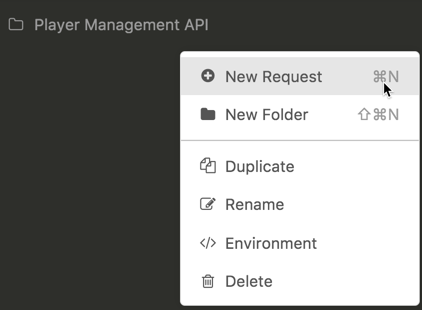 Player Management API
New Request ⌘N
New Folder ⇧⌘N
Duplicate
Rename
Environment
Delete